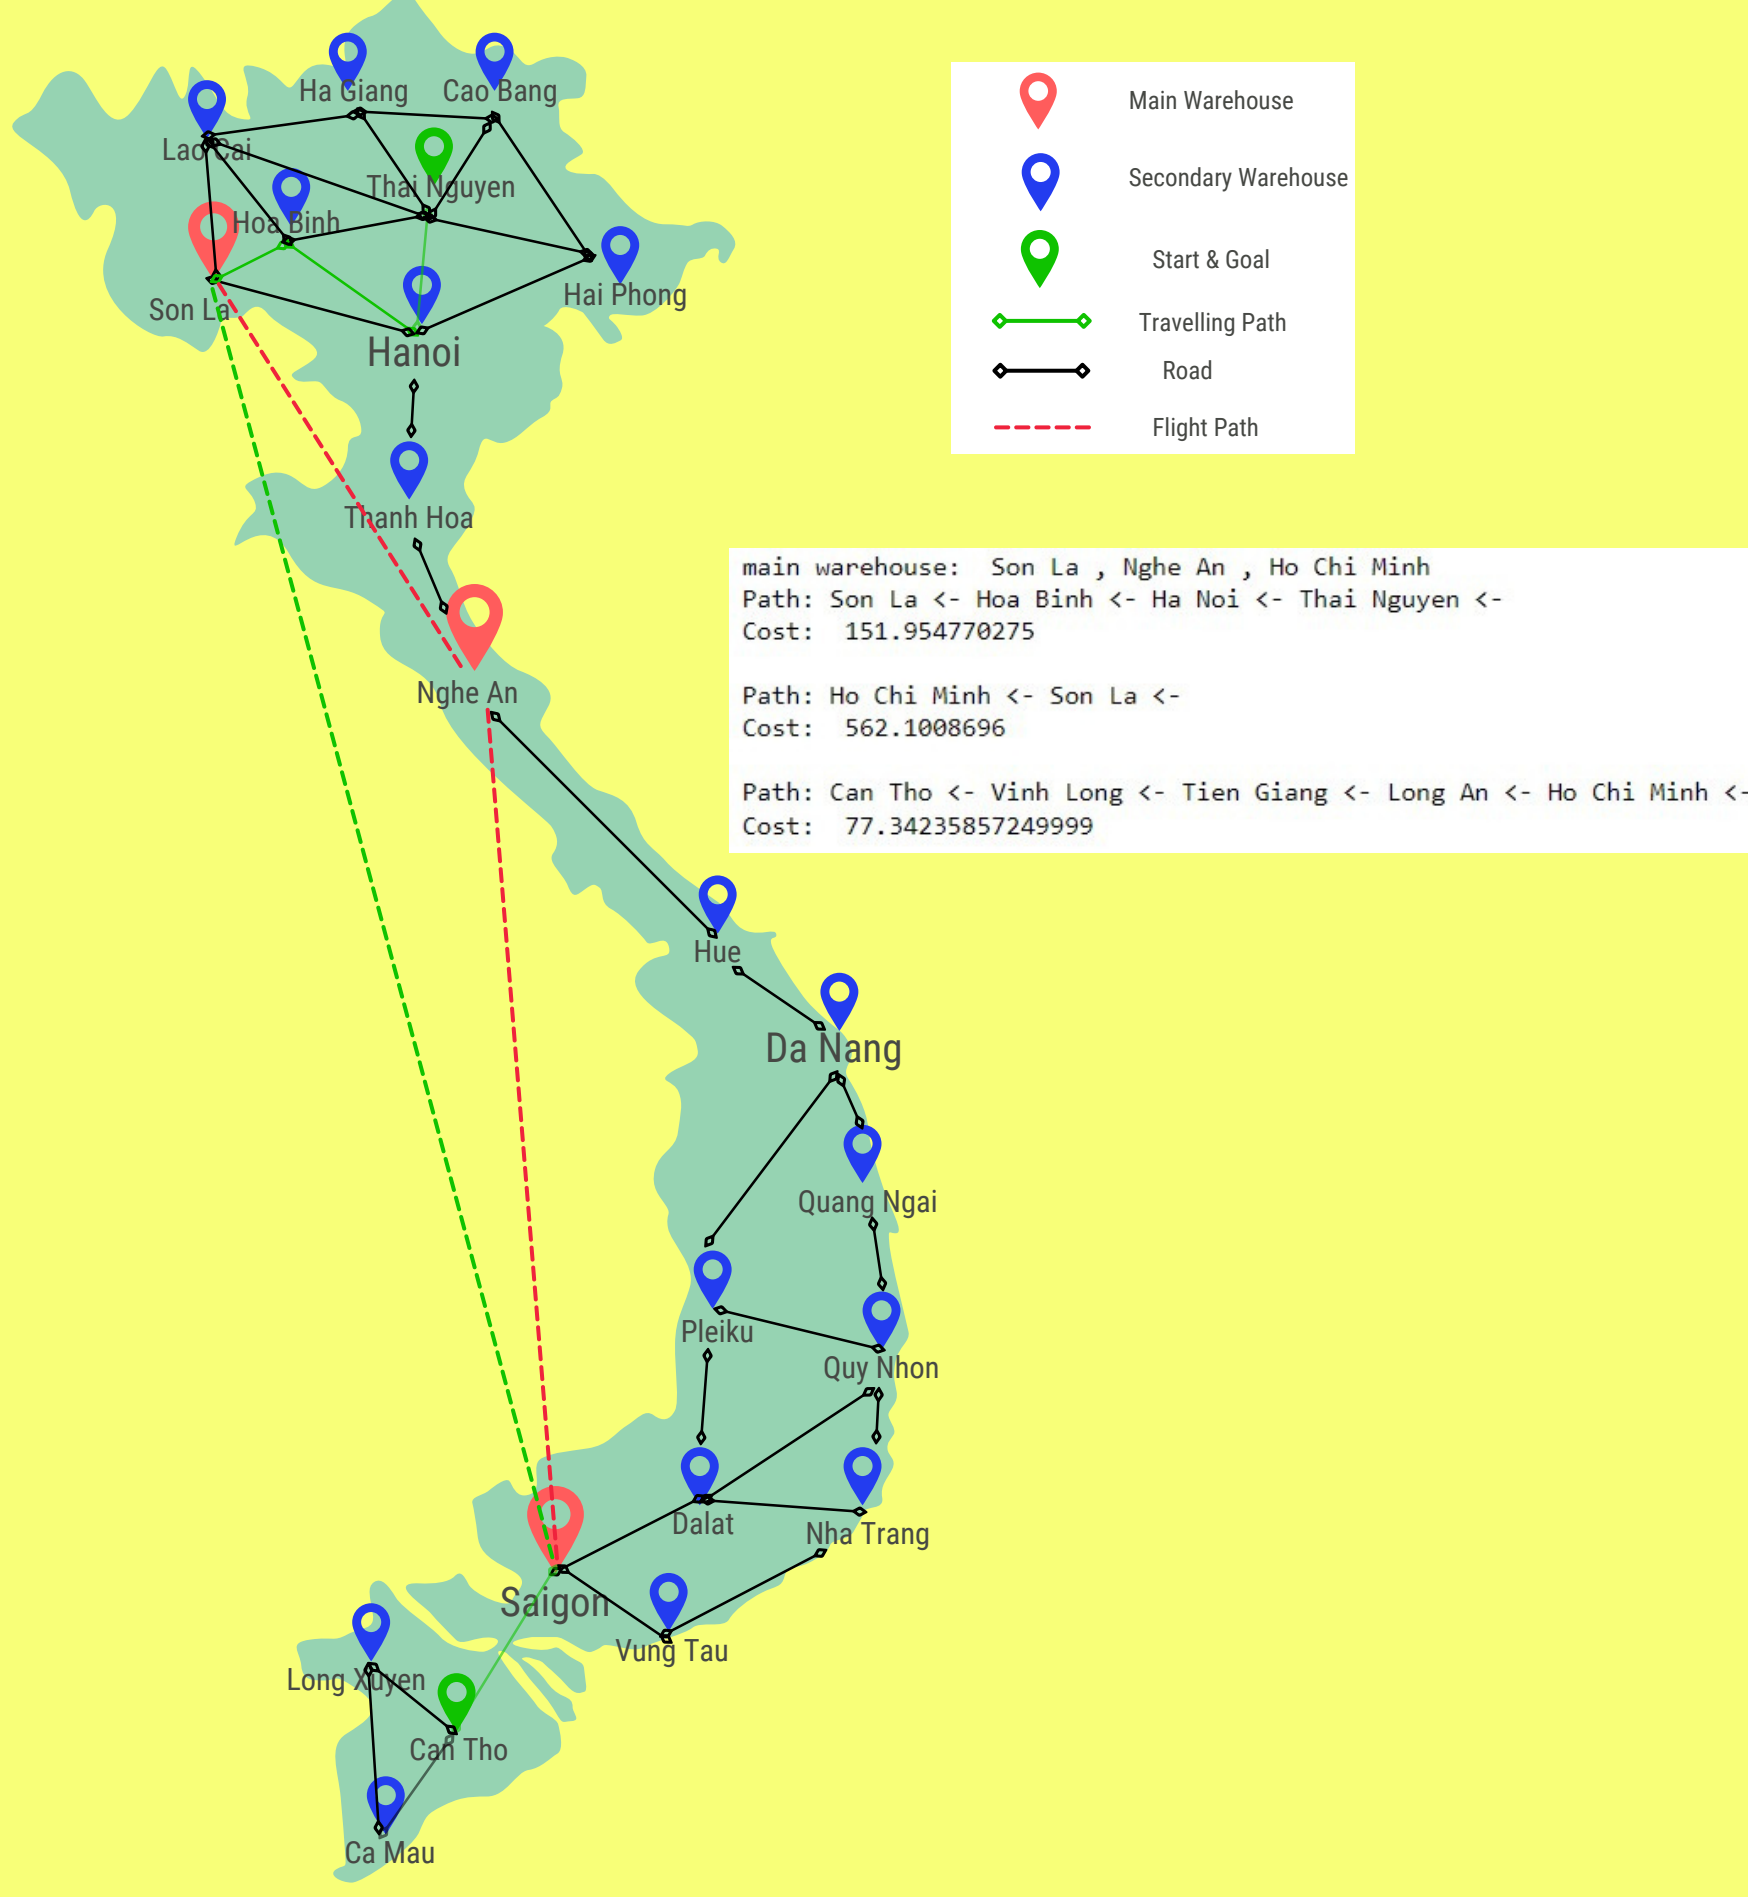 Ha Giang
Cao Bang
Lao Cai
Thai Nguyen
Hoa Binh
Son La
Hai Phong
Hanoi
Thanh Hoa
Nghe An
Hue
Da Nang
Quang Ngai
Pleiku
Quy Nhon
Dalat
Nha Trang
Saigon
Vung Tau
Long Xuyen
Can Tho
Ca Mau
Main Warehouse
Secondary Warehouse
Start & Goal
Travelling Path
Road
Flight Path
main warehouse:  Son La , Nghe An , Ho Chi Minh
Path: Son La <- Hoa Binh <- Ha Noi <- Thai Nguyen <-
Cost:  151.954770275
Path: Ho Chi Minh <- Son La <-
Cost:  562.1008696
Path: Can Tho <- Vinh Long <- Tien Giang <- Long An <- Ho Chi Minh <-
Cost:  77.34235857249999